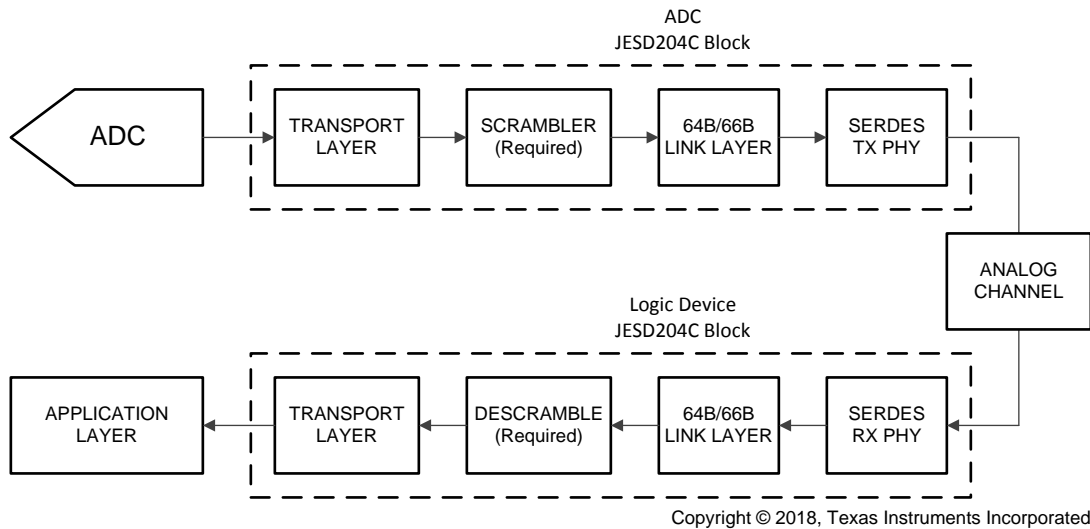 ADC
JESD204C Block
ADC
TRANSPORT
LAYER
SCRAMBLER
(Required)
64B/66B
LINK LAYER
SERDES
TX PHY
ANALOG
CHANNEL
Logic Device
JESD204C Block
APPLICATION
LAYER
TRANSPORT
LAYER
DESCRAMBLE
(Required)
64B/66B
LINK LAYER
SERDES
RX PHY
Copyright © 2018, Texas Instruments Incorporated